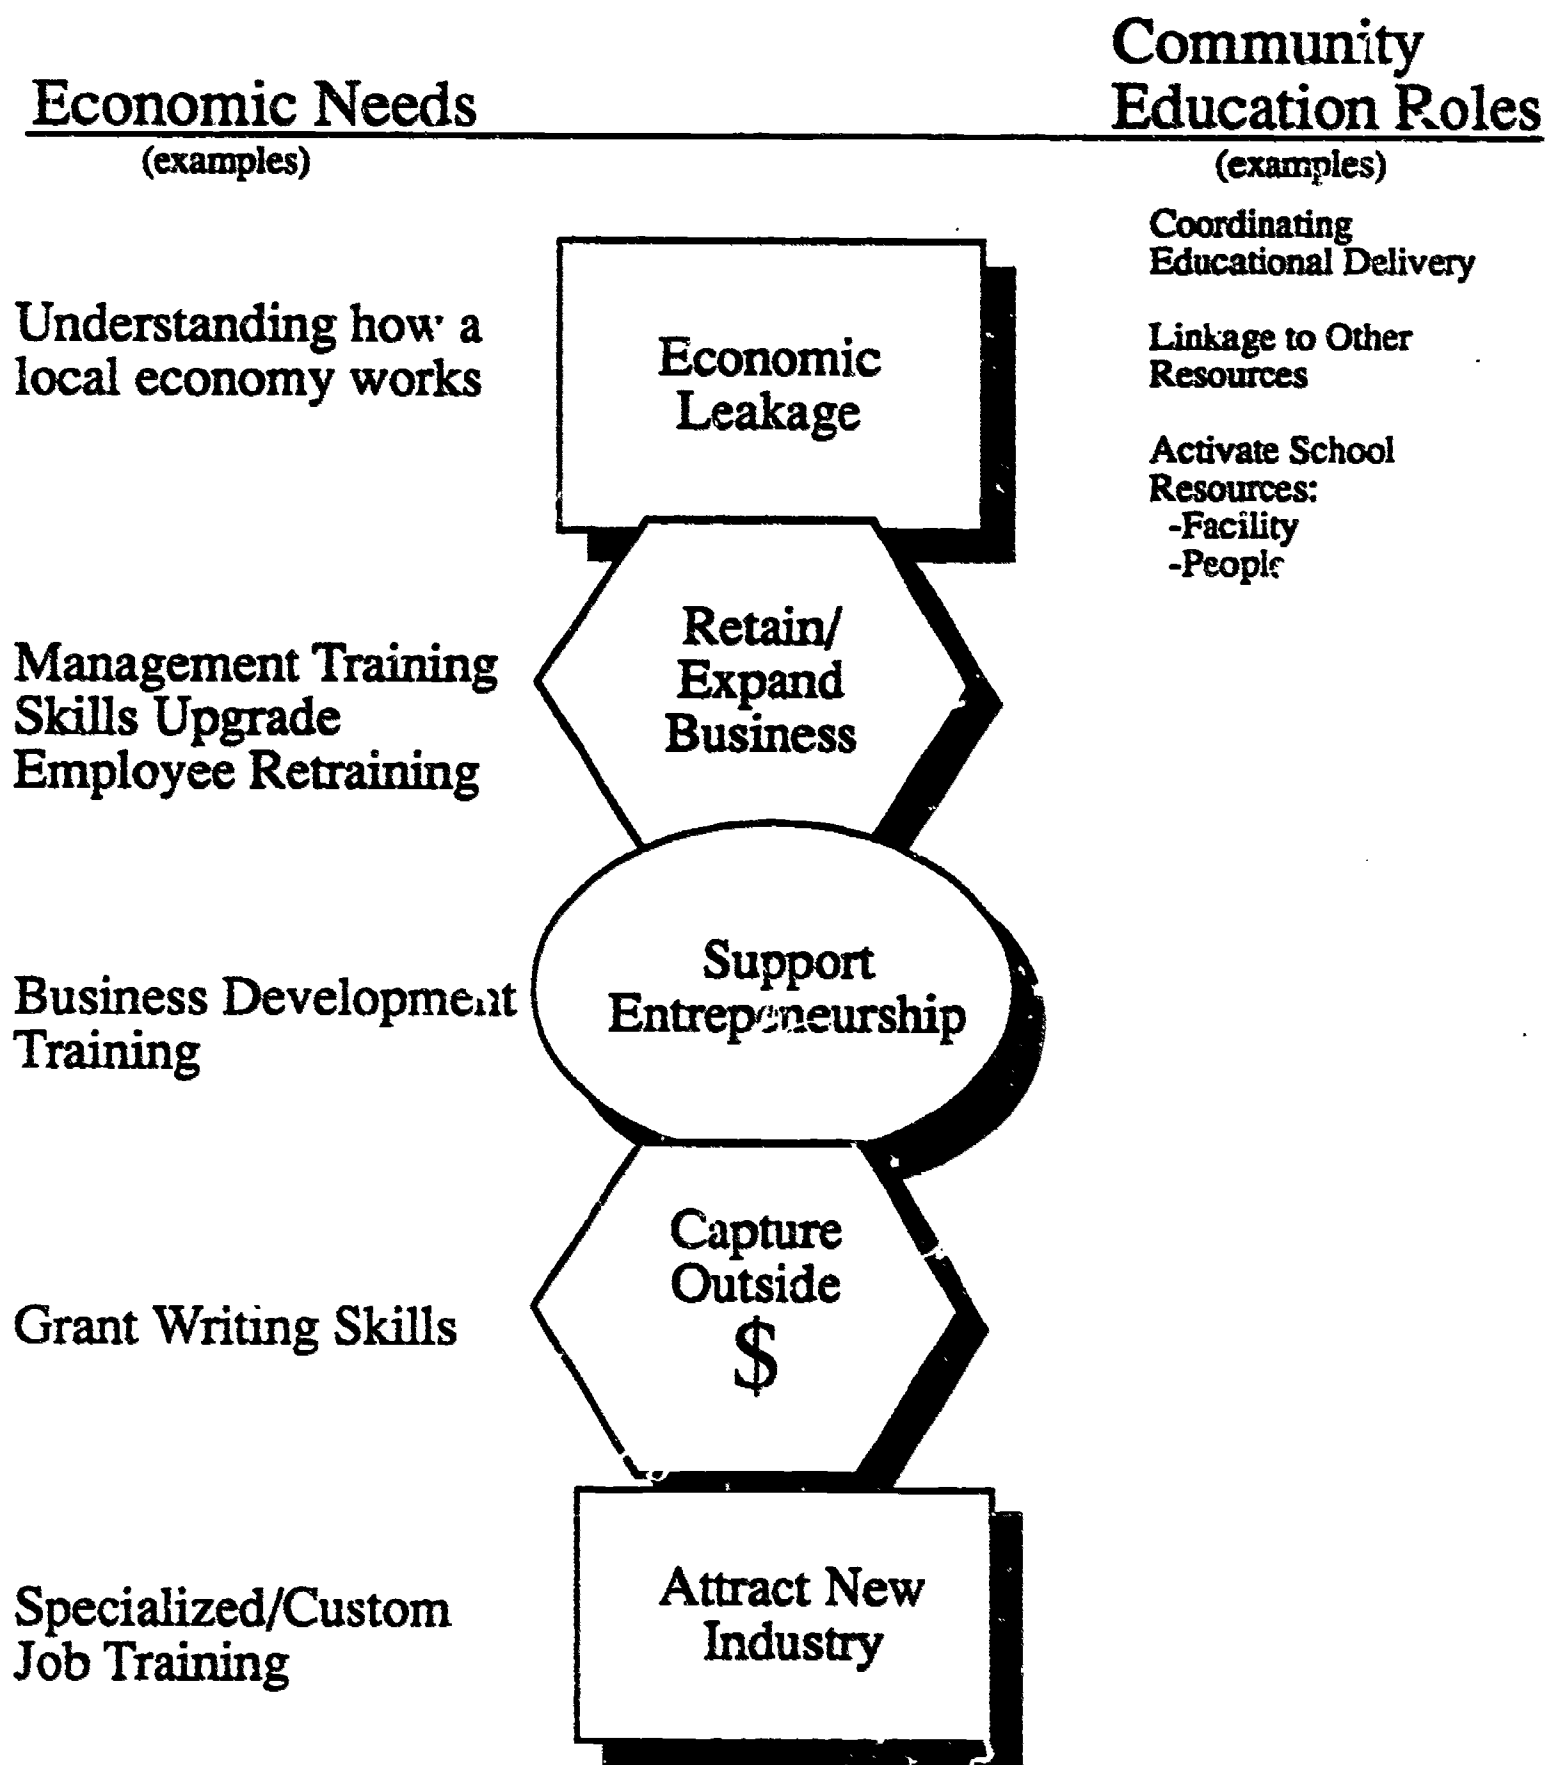 Economic Needs
(examples)
Community
Education Roles
(examples)
Coordinating
Educational Delivery
Linkage to Other
Resources
Activate School
Resources:
-Facility
-People
Understanding how a
local economy works
Economic
Leakage
Management Training
Skills Upgrade
Employee Retraining
Retain/
Expand
Business
Business Development
Training
Support
Entrepeneurship
Grant Writing Skills
Capture
Outside
$
Specialized/Custom
Job Training
Attract New
Industry